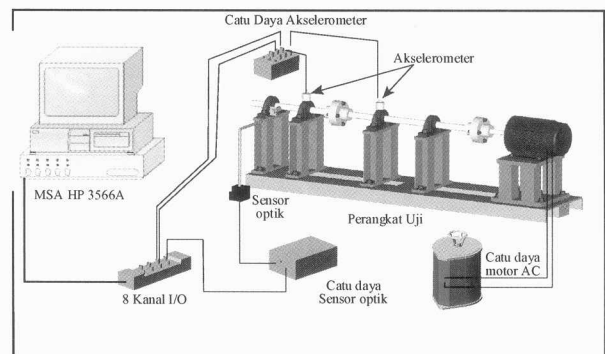 Catu Daya Akselerometer
Akselerometer
MSA HP 3566A
Sensor
optik
Perangkat Uji
8 Kanal I/O
Catu daya
Sensor optik
Catu daya
motor AC